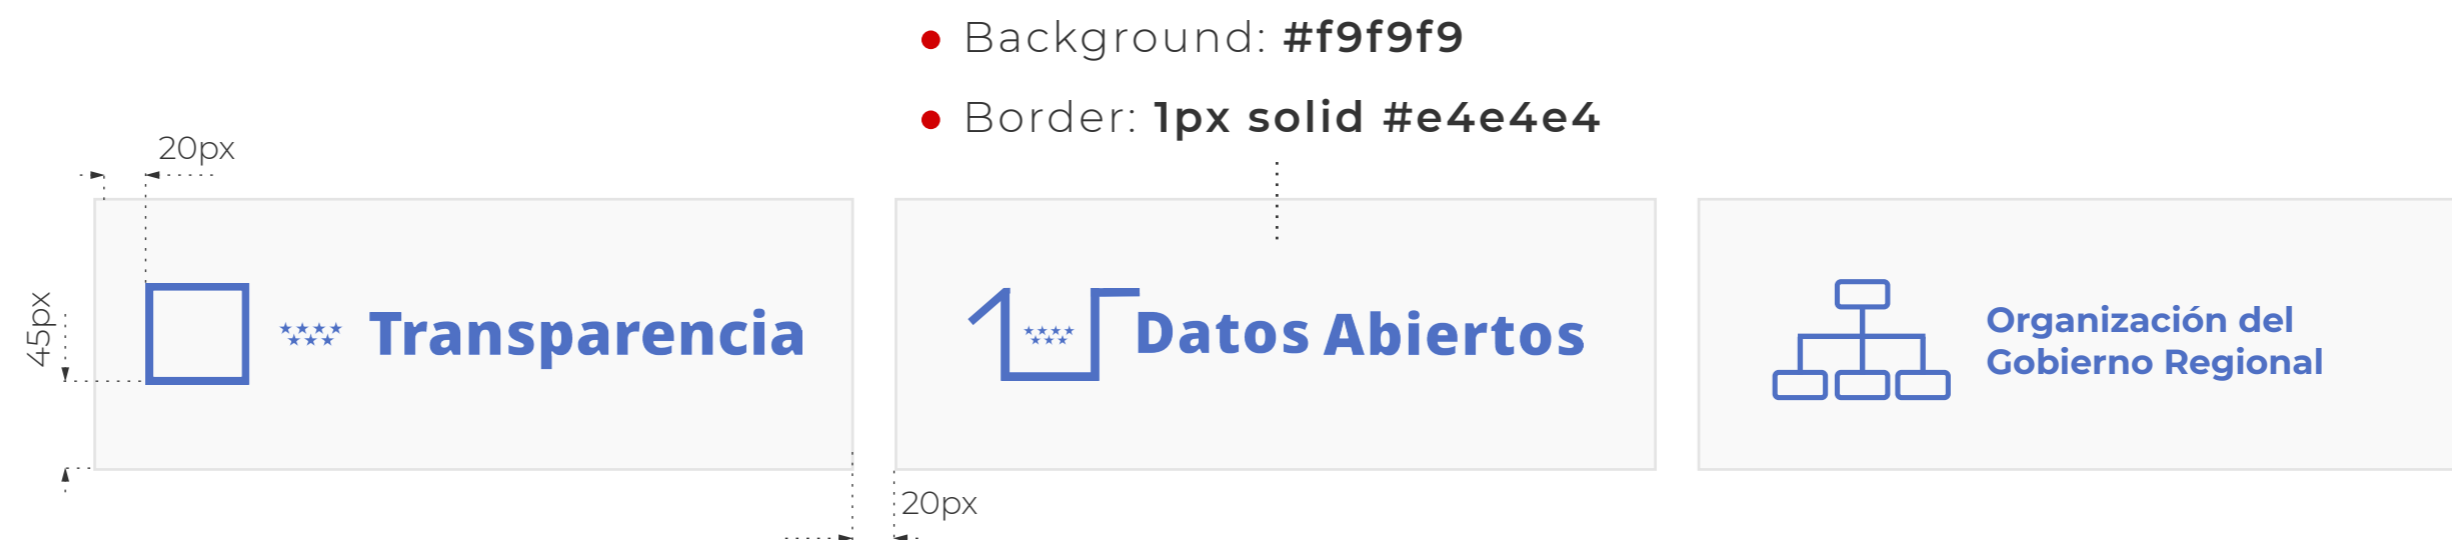 Background: #f9f9f9
Border: 1px solid #e4e4e4
20px
45px
Transparencia
Datos Abiertos
Organización del
Gobierno Regional
20px